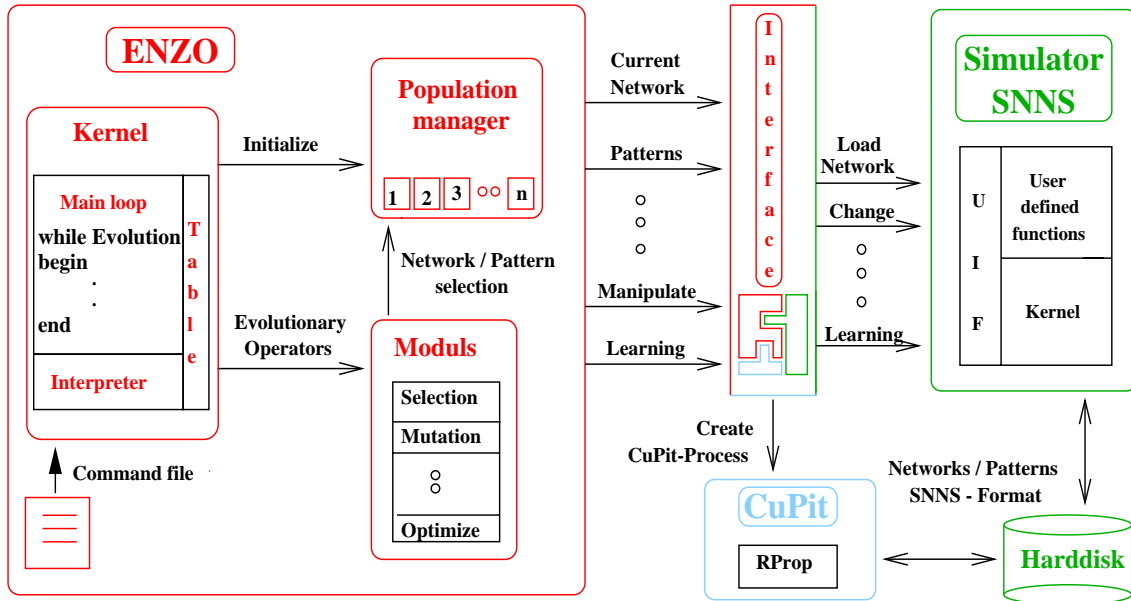 ENZO
Kernel
Main loop
while Evolution
begin
.
.
end
Interpreter
Table
Command file
Initialize
Evolutionary
Operators
Population
manager
1 2 3 n
Network / Pattern
selection
Moduls
Selection
Mutation
Optimize
Current
Network
Patterns
Manipulate
Learning
Interface
Load
Network
Change
Learning
Simulator
SNNS
U
I
F
User
defined
functions
Kernel
Create
CuPit-Process
CuPit
RProp
Networks / Patterns
SNNS - Format
Harddisk